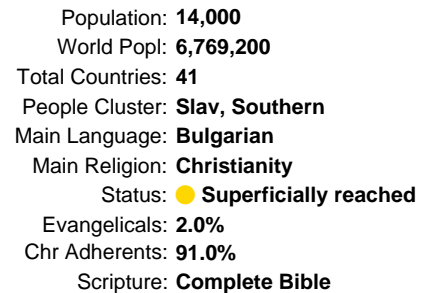 Population: 14,000
World Popl: 6,769,200
Total Countries: 41
People Cluster: Slav, Southern
Main Language: Bulgarian
Main Religion: Christianity
Status: Superficially reached
Evangelicals: 2.0%
Chr Adherents: 91.0%
Scripture: Complete Bible